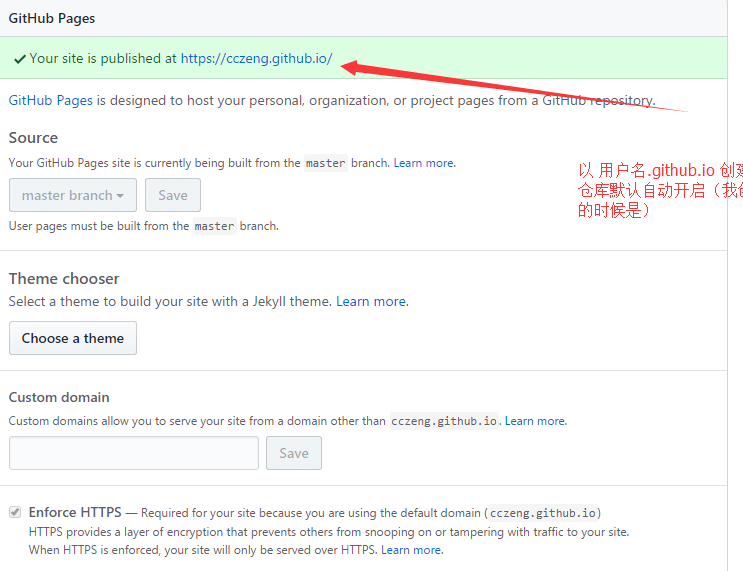 GitHub Pages
Your site is published at https://cczeng.github.io/
GitHub Pages is designed to host your personal, organization, or project pages from a GitHub repository.
Source
Your GitHub Pages site is currently being built from the master branch. Learn more.
master branch Save
User pages must be built from the master branch.
以 用户名.github.io 创建
仓库默认自动开启（我创
的时候是）
Theme chooser
Select a theme to build your site with a Jekyll theme. Learn more.
Choose a theme
Custom domain
Custom domains allow you to serve your site from a domain other than cczeng.github.io. Learn more.
Save
Enforce HTTPS — Required for your site because you are using the default domain (cczeng.github.io)
HTTPS provides a layer of encryption that prevents others from snooping on or tampering with traffic to your site.
When HTTPS is enforced, your site will only be served over HTTPS. Learn more.